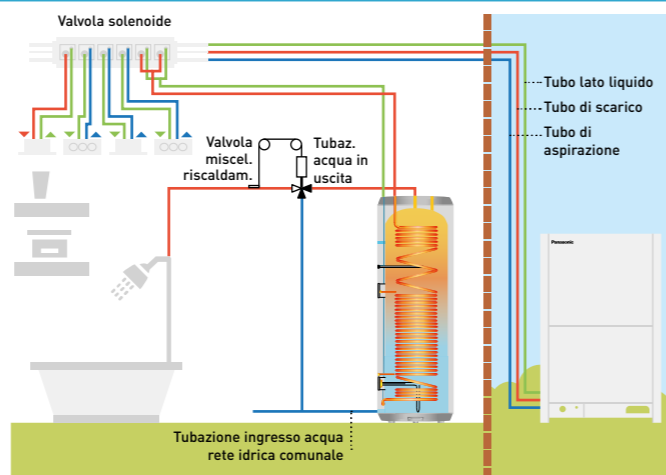 Valvola solenoide
Tubo lato liquido
Tubo di scarico
Tubo di
aspirazione
Valvola
miscel.
riscaldam.
Tubaz.
acqua in
uscita
Panasonic
Tubazione ingresso acqua
rete idrica comunale